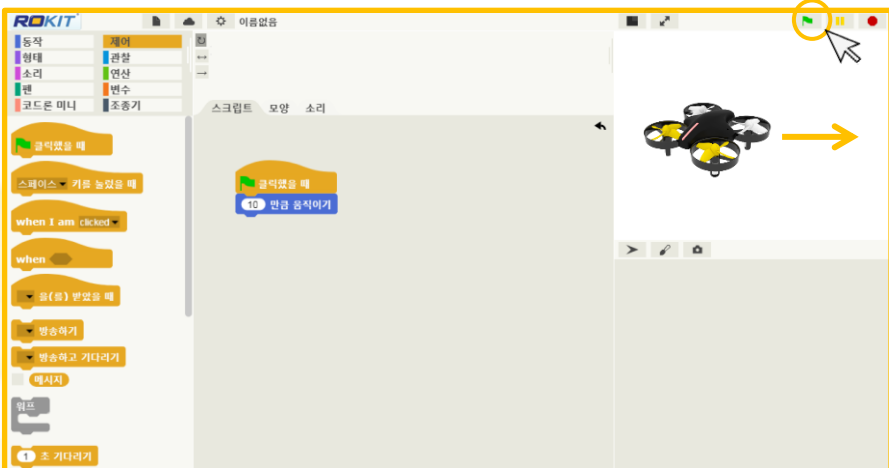 ROKIT
이름없음
동작 제어
형태 관찰
소리 연산
펜 변수
코드론 미니 조종기
스크립트 모양 소리
클릭했을 때
스페이스 키를 눌렀을 때
when I am clicked
when
을(를) 받았을 때
방송하기
방송하고 기다리기
메시지
워프
1 초 기다리기
클릭했을 때
10 만큼 움직이기